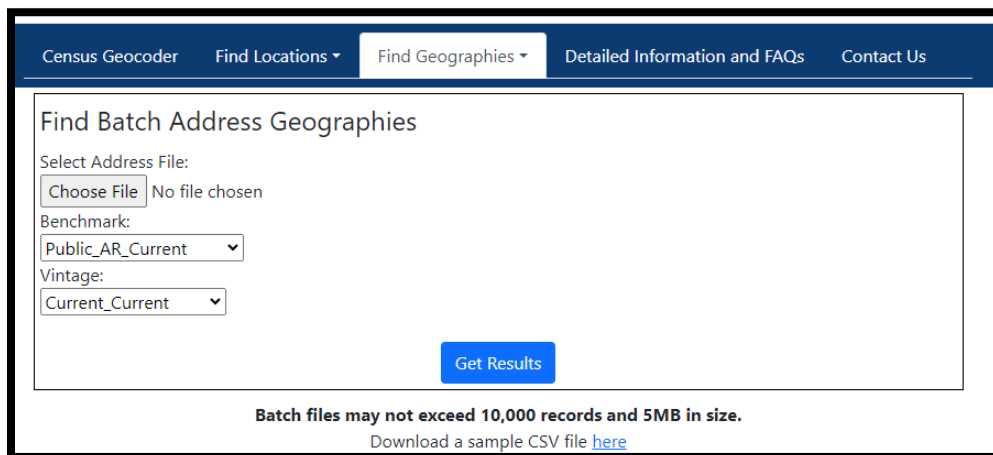 Census Geocoder Find Locations Find Geographies Detailed Information and FAQs Contact Us
Find Batch Address Geographies
Select Address File:
Choose File No file chosen
Benchmark:
Public_AR_Current
Vintage:
Current_Current
Get Results
Batch files may not exceed 10,000 records and 5MB in size.
Download a sample CSV file here